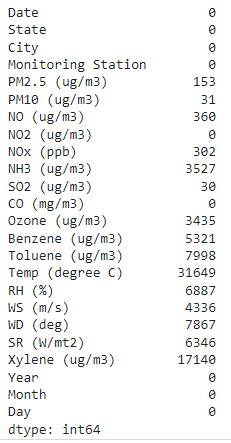 Date 0
State 0
City 0
Monitoring Station 0
PM2.5 (ug/m3) 153
PM10 (ug/m3) 31
NO (ug/m3) 360
NO2 (ug/m3) 0
NOx (ppb) 302
NH3 (ug/m3) 3527
SO2 (ug/m3) 30
CO (mg/m3) 0
Ozone (ug/m3) 3435
Benzene (ug/m3) 5321
Toluene (ug/m3) 7998
Temp (degree C) 31649
RH (%) 6887
WS (m/s) 4336
WD (deg) 7867
SR (W/mt2) 6346
Xylene (ug/m3) 17140
Year 0
Month 0
Day 0
dtype: int64